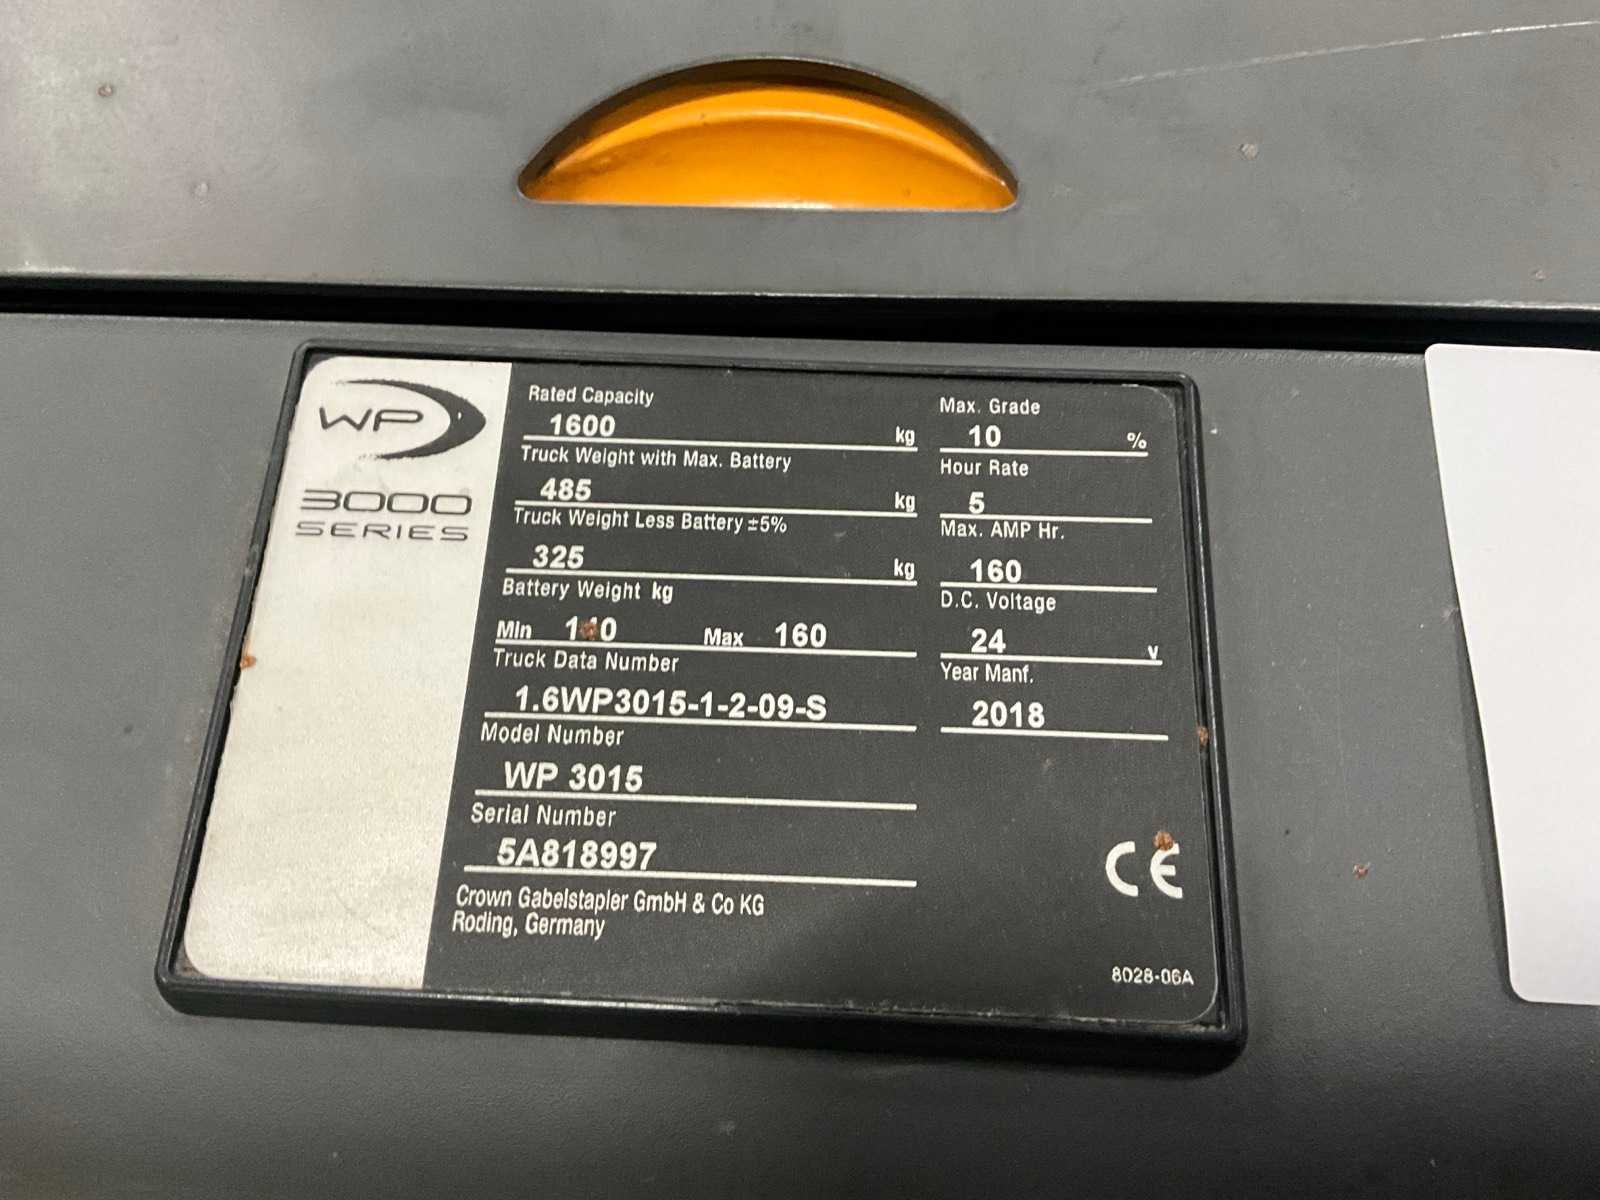 WP
3000
SERIES
Rated Capacity
1600 kg
Truck Weight with Max. Battery
485 kg
Truck Weight Less Battery ±5%
325 kg
Battery Weight kg
Min Max 160
Truck Data Number
1.6WP3015-1-2-09-S
Model Number
WP 3015
Serial Number
5A818997
Crown Gabelstapler GmbH & Co KG
Roding, Germany
Max. Grade
10 %
Hour Rate
5
Max. AMP Hr.
160
D.C. Voltage
24 v
Year Manf.
2018
CE
8028-06A